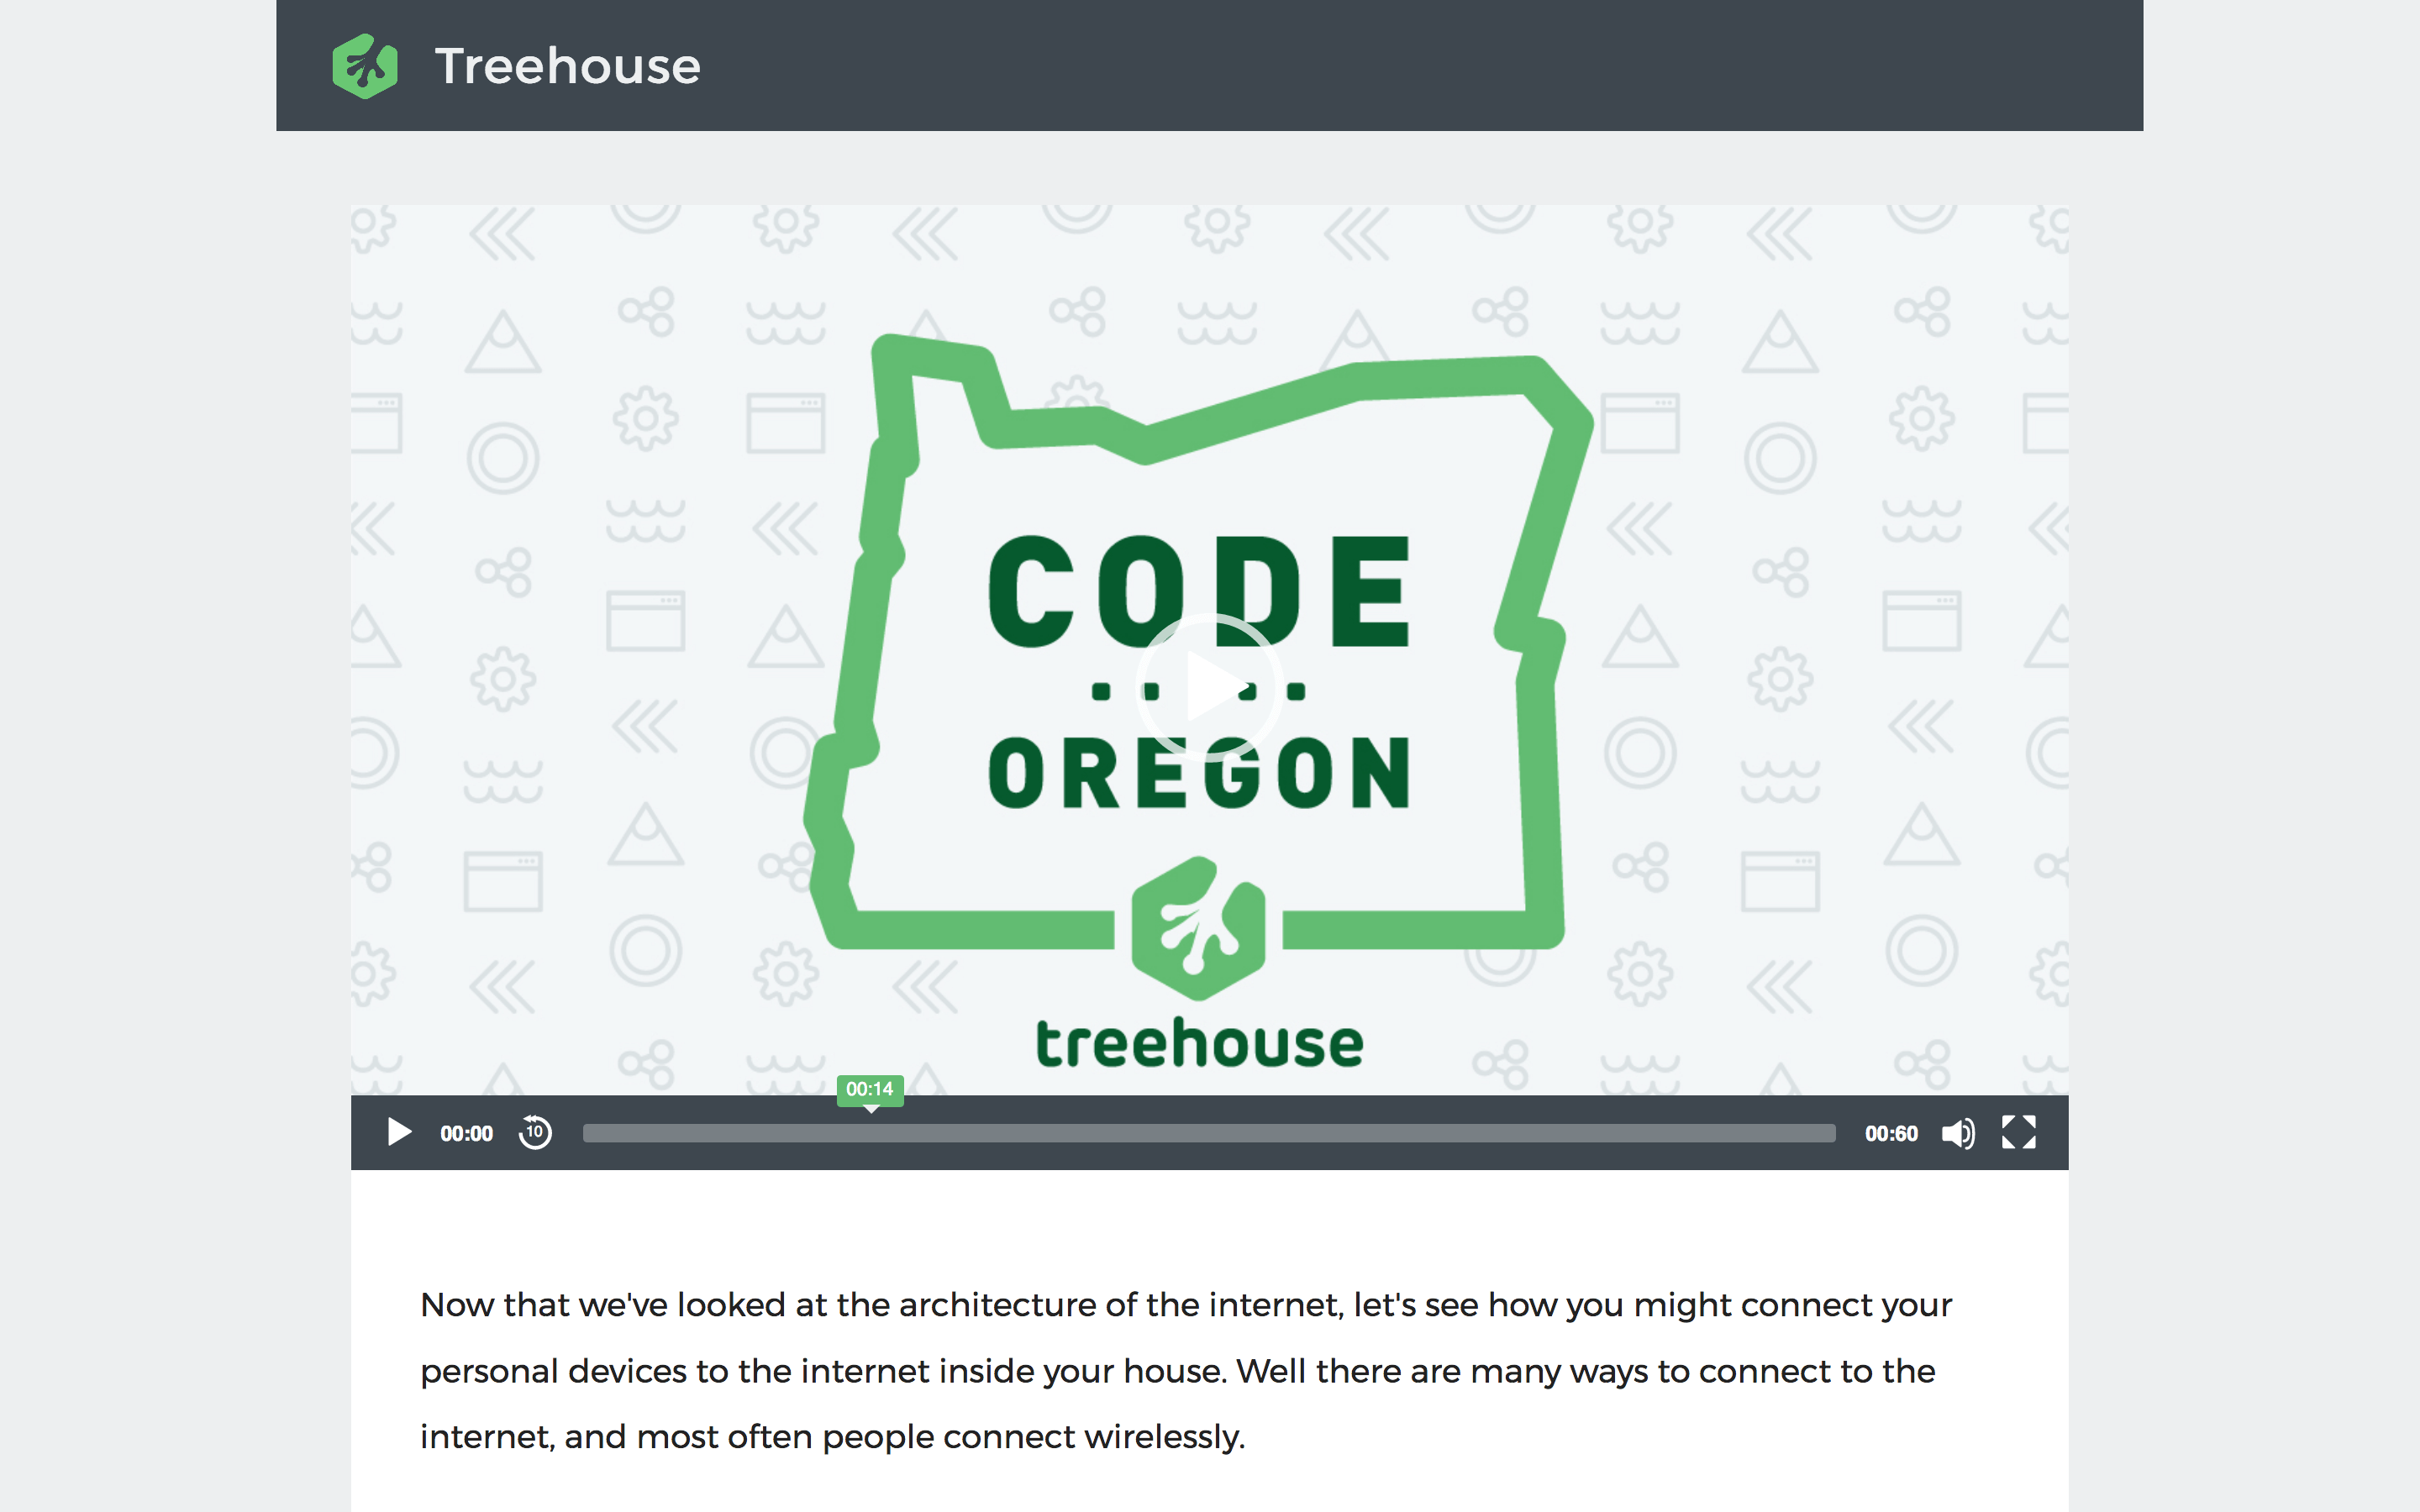 Treehouse
CODE
OREGON
treehouse
00:14
00:00
10
00:60
Now that we've looked at the architecture of the internet, let's see how you might connect your
personal devices to the internet inside your house. Well there are many ways to connect to the
internet, and most often people connect wirelessly.